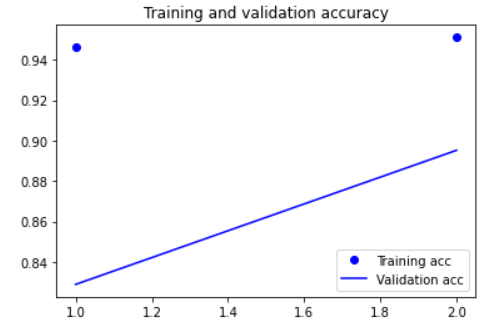 Training and validation accuracy
0.94
0.92
0.90
0.88
0.86
0.84
Training acc
Validation acc
1.0 1.2 1.4 1.6 1.8 2.0